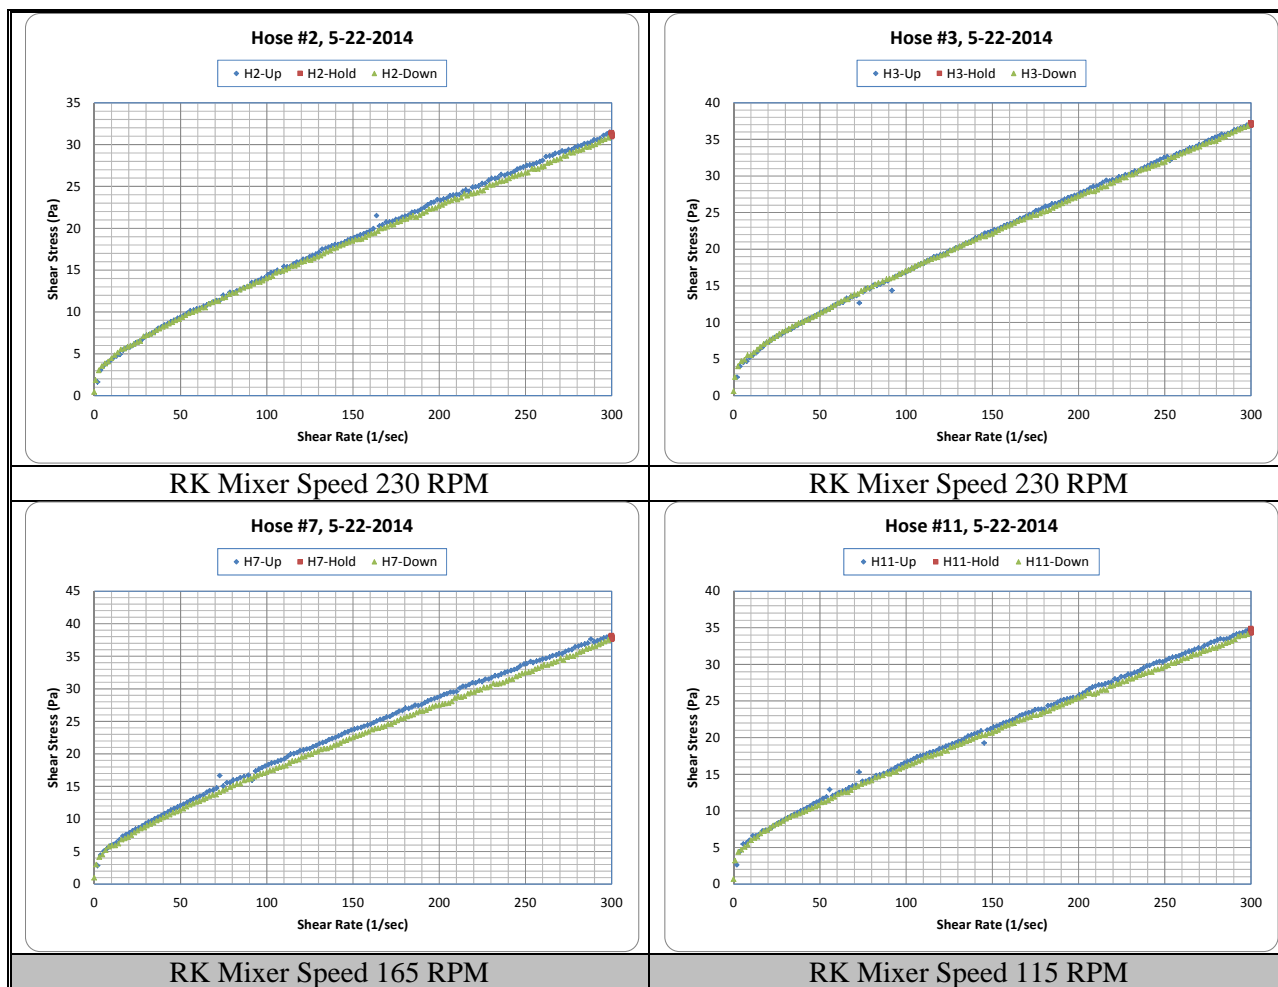 Hose #2, 5-22-2014
H2-Up H2-Hold H2-Down
35
30
25
20
15
10
5
0
Shear Stress (Pa)
0 50 100 150 200 250 300
Shear Rate (1/sec)
RK Mixer Speed 230 RPM
Hose #3, 5-22-2014
H3-Up H3-Hold H3-Down
40
35
30
25
20
15
10
5
0
Shear Stress (Pa)
0 50 100 150 200 250 300
Shear Rate (1/sec)
RK Mixer Speed 230 RPM
Hose #7, 5-22-2014
H7-Up H7-Hold H7-Down
45
40
35
30
25
20
15
10
5
0
Shear Stress (Pa)
0 50 100 150 200 250 300
Shear Rate (1/sec)
RK Mixer Speed 165 RPM
Hose #11, 5-22-2014
H11-Up H11-Hold H11-Down
40
35
30
25
20
15
10
5
0
Shear Stress (Pa)
0 50 100 150 200 250 300
Shear Rate (1/sec)
RK Mixer Speed 115 RPM